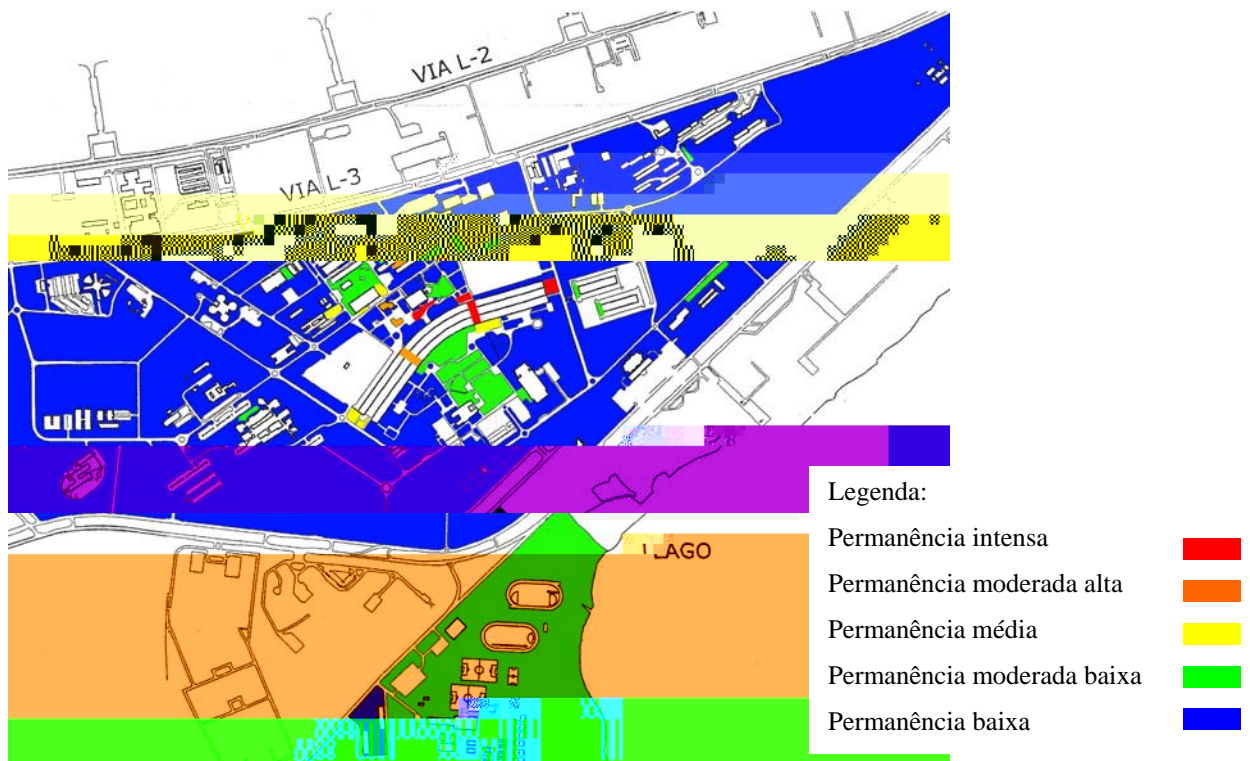 VIA L-2
VIA L-3
LAGO
Legenda:
Permanência intensa
Permanência moderada alta
Permanência média
Permanência moderada baixa
Permanência baixa